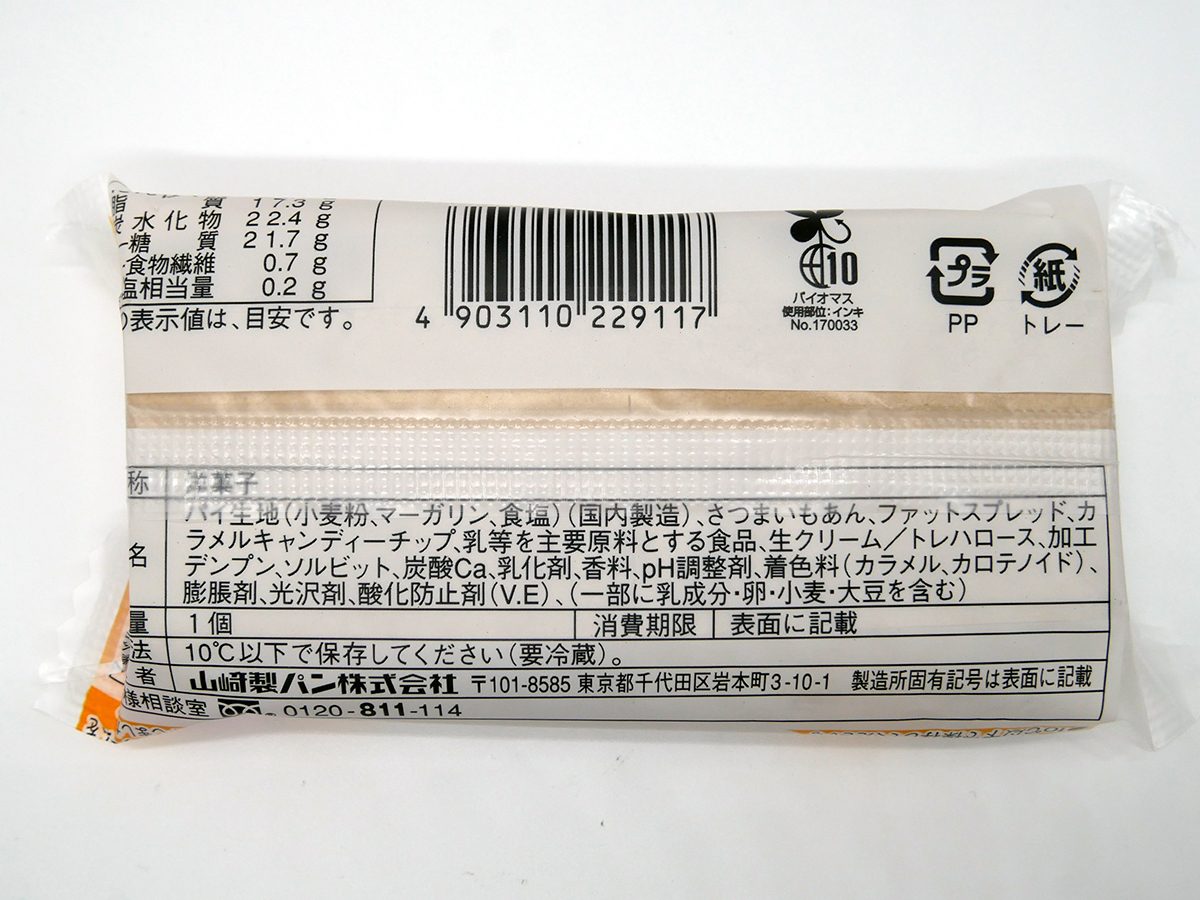 脂 質 17.3 g
水化物 22.4 g
糖 質 21.7 g
食物繊維 0.7 g
塩相当量 0.2 g
表示値は、目安です。
4 903110 229117
10
バイオマス
使用部位:インキ
No.170033
プラ
PP
紙
トレー
称 洋菓子
名 パイ生地(小麦粉、マーガリン、食塩)(国内製造)、さつまいもあん、ファットスプレッド、カ
ラメルキャンディーチップ、乳等を主要原料とする食品、生クリーム/トレハロース、加工
デンプン、ソルビット、炭酸Ca、乳化剤、香料、pH調整剤、着色料(カラメル、カロテノイド)、
膨脹剤、光沢剤、酸化防止剤(V.E)、(一部に乳成分・卵・小麦・大豆を含む)
量 1個 消費期限 表面に記載
法 10℃以下で保存してください(要冷蔵)。
者 山崎製パン株式会社 〒101-8585 東京都千代田区岩本町3-10-1 製造所固有記号は表面に記載
様相談室 0120-811-114